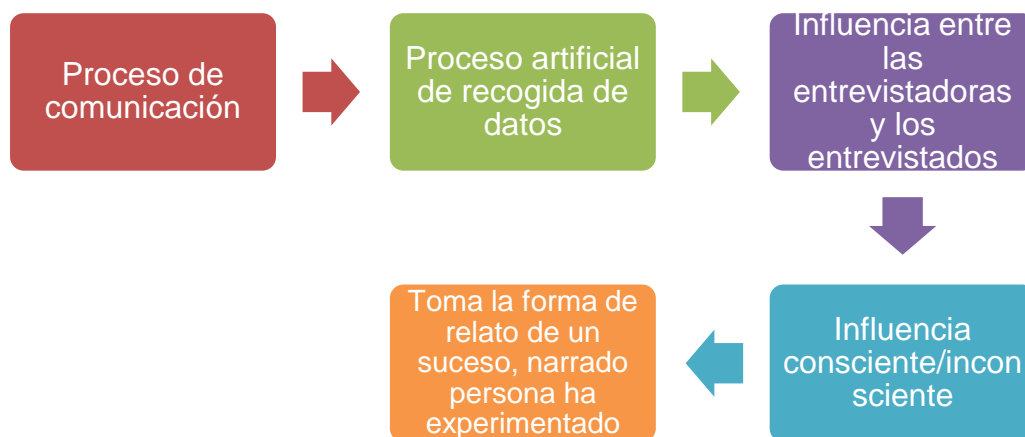 Proceso de
comunicación
Proceso artificial
de recogida de
datos
Influencia entre
las
entrevistadoras
y los
entrevistados
Influencia
consciente/incon
sciente
Toma la forma de
relato de un
suceso, narrado
persona ha
experimentado